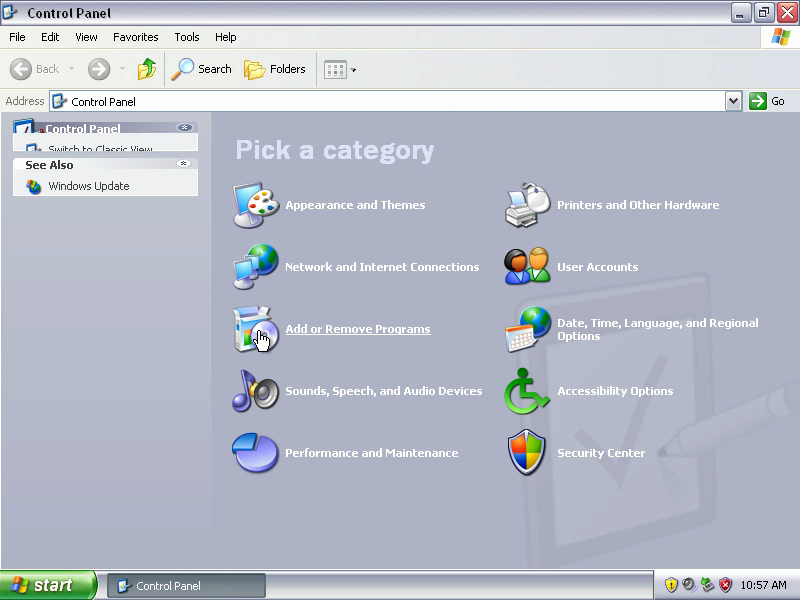 Control Panel
File Edit View Favorites Tools Help
Back Search Folders
Address Control Panel Go
Control Panel
Switch to Classic View
See Also
Windows Update
Pick a category
Appearance and Themes
Printers and Other Hardware
Network and Internet Connections
User Accounts
Add or Remove Programs
Date, Time, Language, and Regional
Options
Sounds, Speech, and Audio Devices
Accessibility Options
Performance and Maintenance
Security Center
start Control Panel 10:57 AM